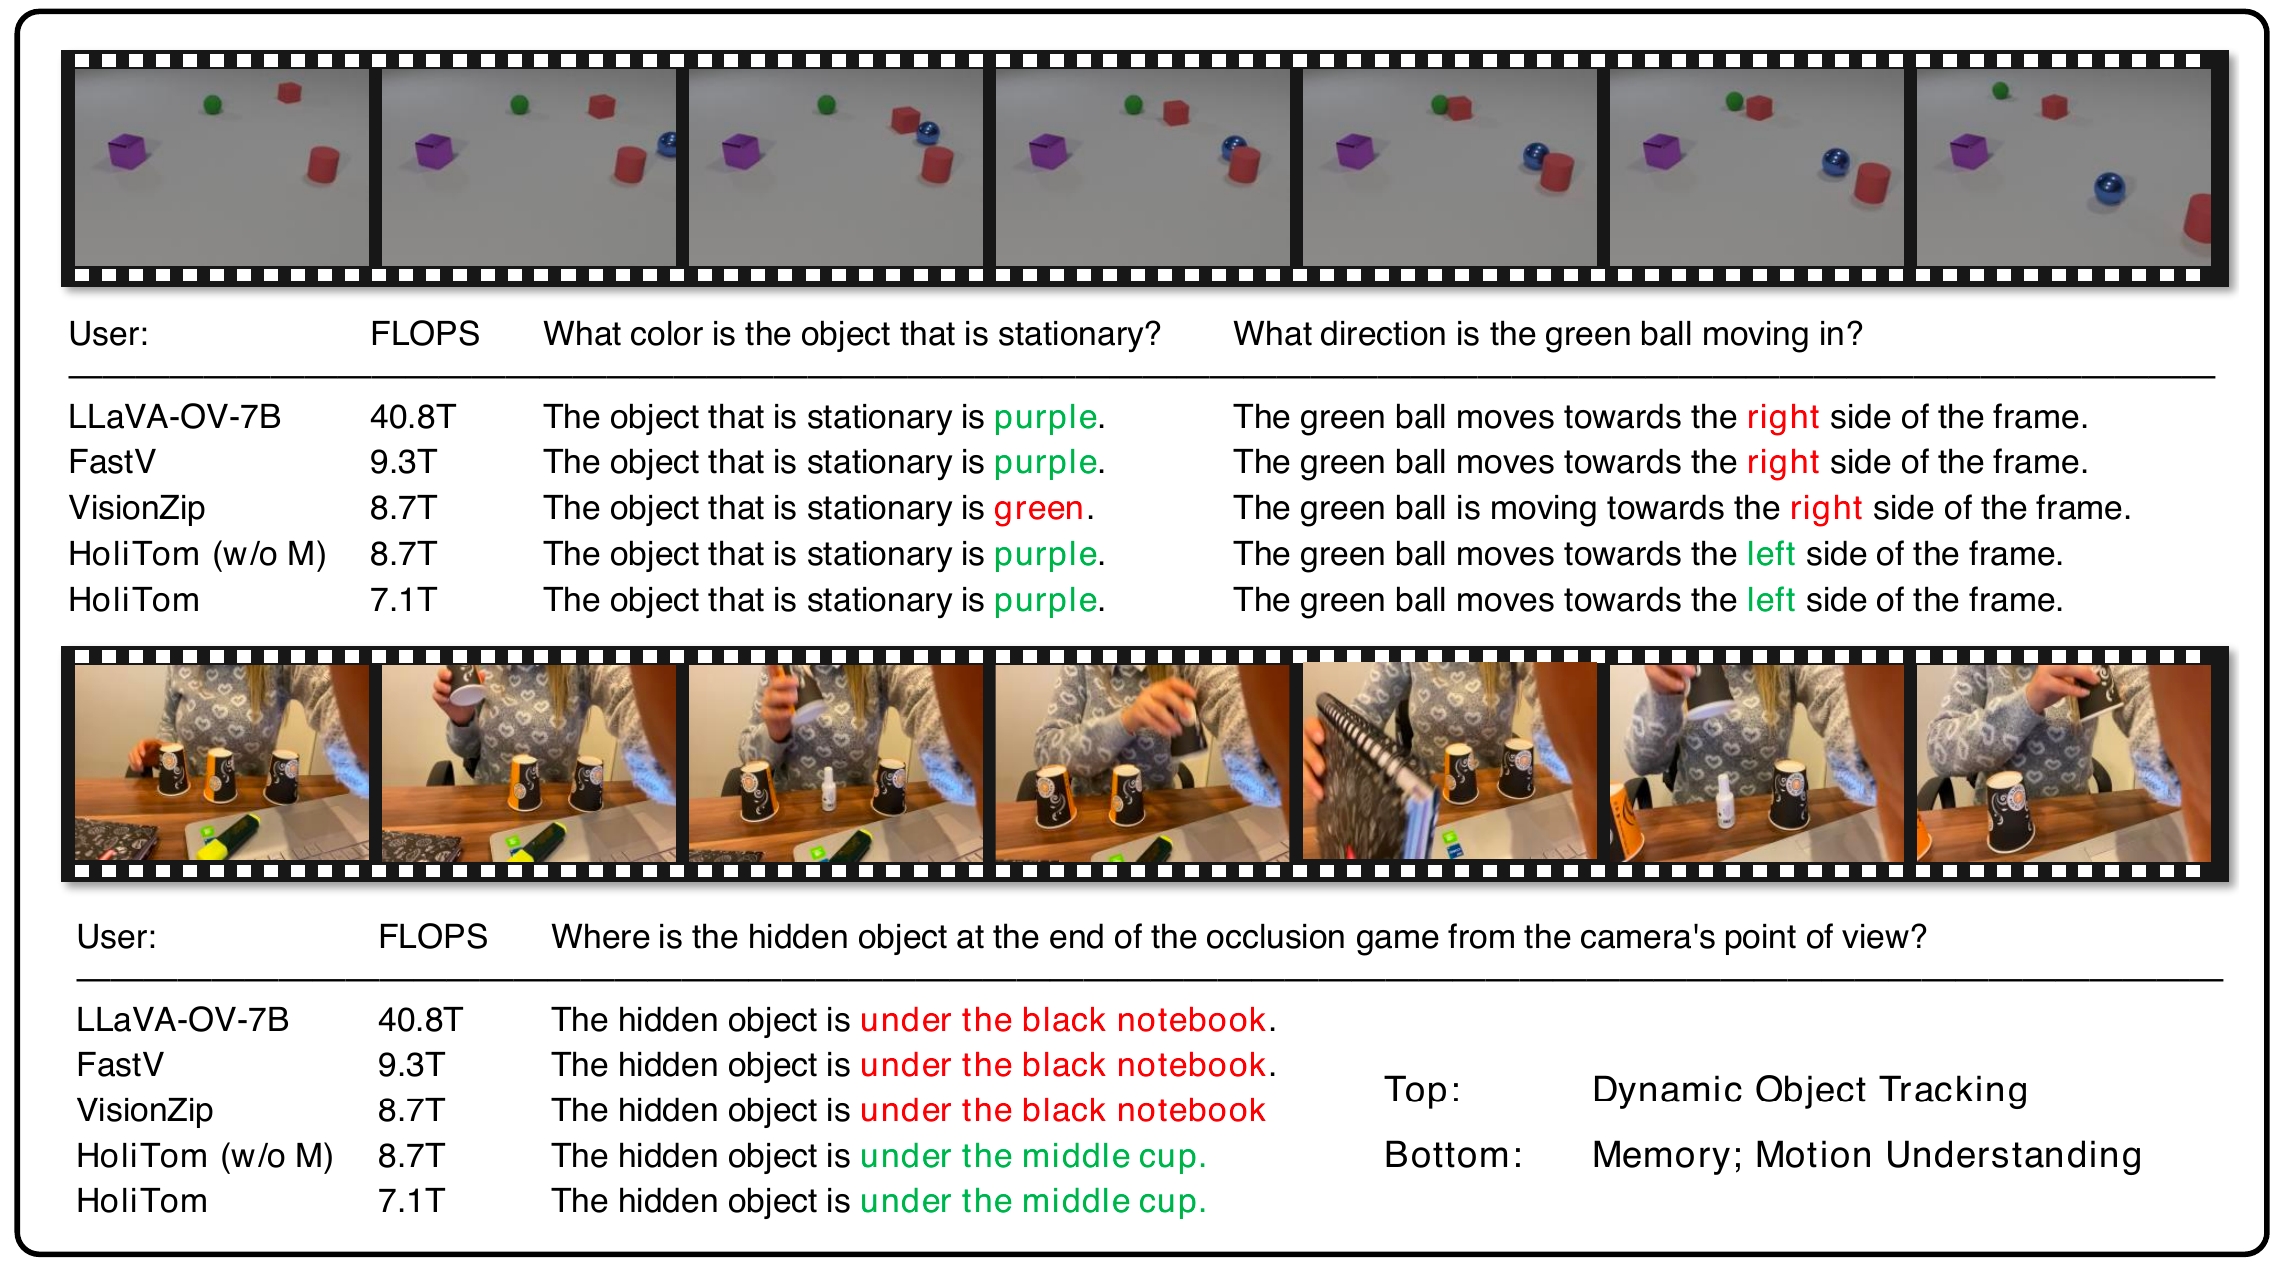 User: FLOPS What color is the object that is stationary? What direction is the green ball moving in?
LLaVA-OV-7B 40.8T The object that is stationary is purple. The green ball moves towards the right side of the frame.
FastV 9.3T The object that is stationary is purple. The green ball moves towards the right side of the frame.
VisionZip 8.7T The object that is stationary is green. The green ball is moving towards the right side of the frame.
HoliTom (w/o M) 8.7T The object that is stationary is purple. The green ball moves towards the left side of the frame.
HoliTom 7.1T The object that is stationary is purple. The green ball moves towards the left side of the frame.
User: FLOPS Where is the hidden object at the end of the occlusion game from the camera's point of view?
LLaVA-OV-7B 40.8T The hidden object is under the black notebook.
FastV 9.3T The hidden object is under the black notebook.
VisionZip 8.7T The hidden object is under the black notebook
HoliTom (w/o M) 8.7T The hidden object is under the middle cup.
HoliTom 7.1T The hidden object is under the middle cup.
Top: Dynamic Object Tracking
Bottom: Memory; Motion Understanding